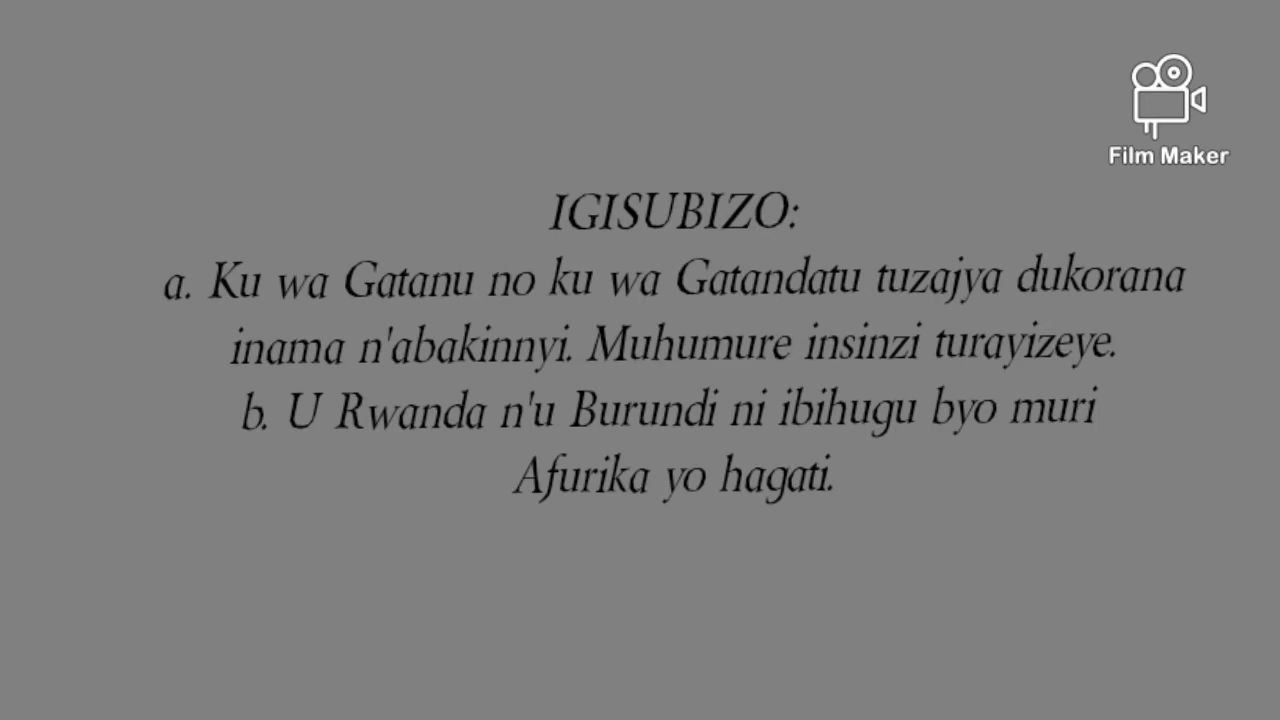 Film Maker
IGISUBIZO:
a. Ku wa Gatanu no ku wa Gatandatu tuzajya dukorana
inama n'abakinnyi. Muhumure insinzi turayizeye.
b. U Rwanda n'u Burundi ni ibihugu byo muri
Afurika yo hagati.